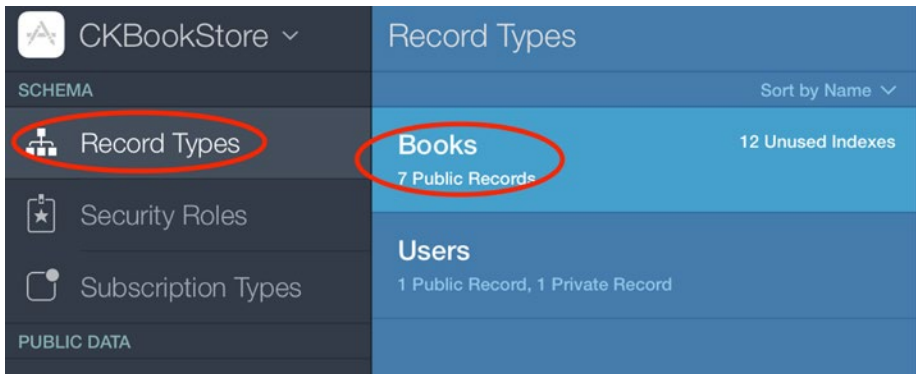 CKBookStore
Record Types
SCHEMA
Sort by Name
Record Types
Books
12 Unused Indexes
7 Public Records
Security Roles
Users
Subscription Types
1 Public Record, 1 Private Record
PUBLIC DATA